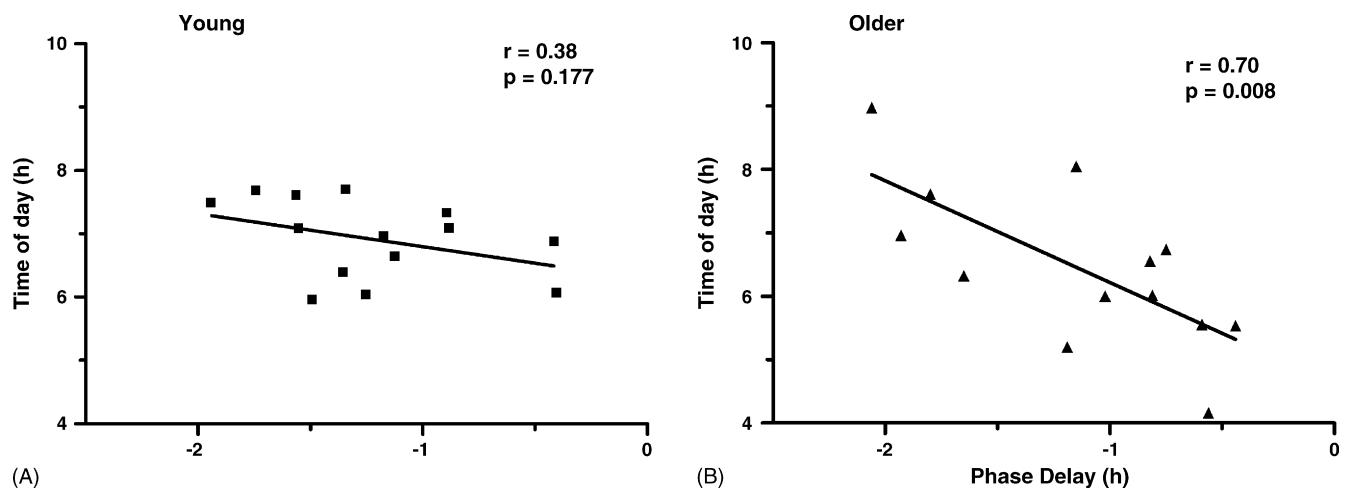 Young
r = 0.38
p = 0.177
Time of day (h)
10
8
6
4
-2
-1
0
(A)
Older
r = 0.70
p = 0.008
Time of day (h)
10
8
6
4
-2
-1
0
Phase Delay (h)
(B)